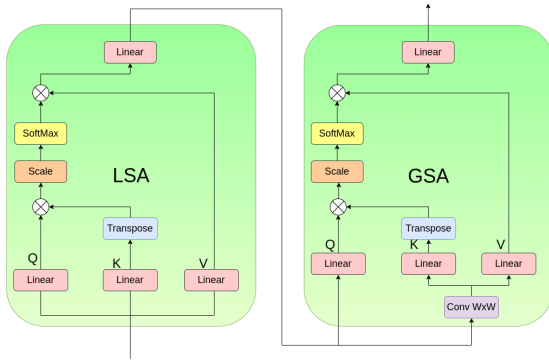 Linear
SoftMax
Scale
LSA
Transpose
Q
K
V
Linear
Linear
Linear
Linear
SoftMax
Scale
GSA
Transpose
Q
K
V
Linear
Linear
Linear
Conv WxW